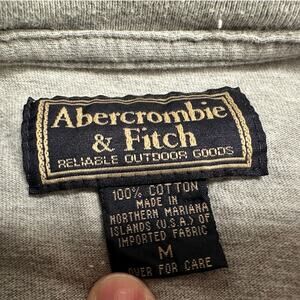 Abercrombie
& Fitch
RELIABLE OUTDOOR GOODS
100% COTTON
MADE IN
NORTHERN MARIANA
ISLANDS (U.S.A.) OF
IMPORTED FABRIC
M
OVER FOR CARE